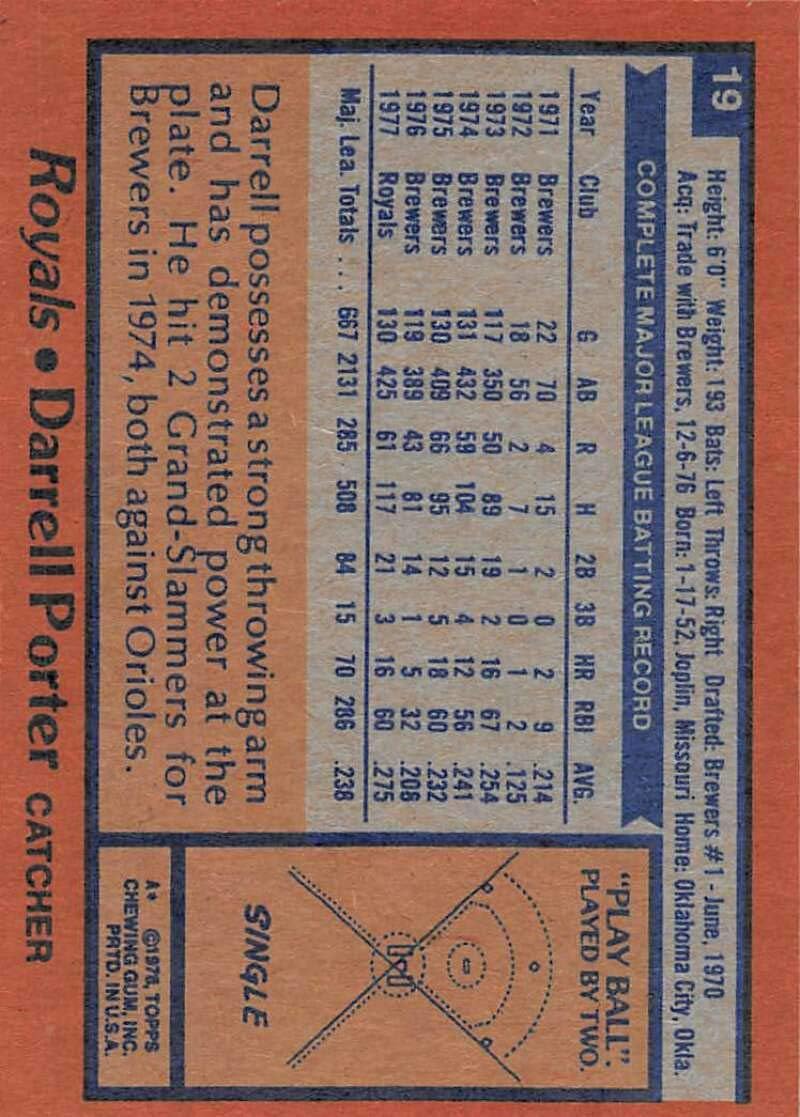 19
Height: 6'0" Weight: 193 Bats: Left Throws: Right Drafted: Brewers #1 - June, 1970
Acq: Trade with Brewers, 12-6-76 Born: 1-17-52, Joplin, Missouri Home: Oklahoma City, Okla.
COMPLETE MAJOR LEAGUE BATTING RECORD
Year Club G AB R H 2B 3B HR RBI AVG.
1971 Brewers 22 70 4 15 2 0 2 9 .214
1972 Brewers 18 56 2 7 1 0 1 2 .125
1973 Brewers 117 350 50 89 19 2 16 67 .254
1974 Brewers 131 432 59 104 15 4 12 56 .241
1975 Brewers 130 409 66 95 12 5 18 60 .232
1976 Brewers 119 389 43 81 14 1 5 32 .208
1977 Royals 130 425 61 117 21 3 16 60 .275
Maj. Lea. Totals ... 667 2131 285 508 84 15 70 286 .238
Darrell possesses a strong throwing arm
and has demonstrated power at the
plate. He hit 2 Grand-Slammers for
Brewers in 1974, both against Orioles.
"PLAY BALL".
PLAYED BY TWO.
SINGLE
A* ©1978, TOPPS
CHEWING GUM, INC.
PRTD. IN U.S.A.
Royals • Darrell Porter CATCHER